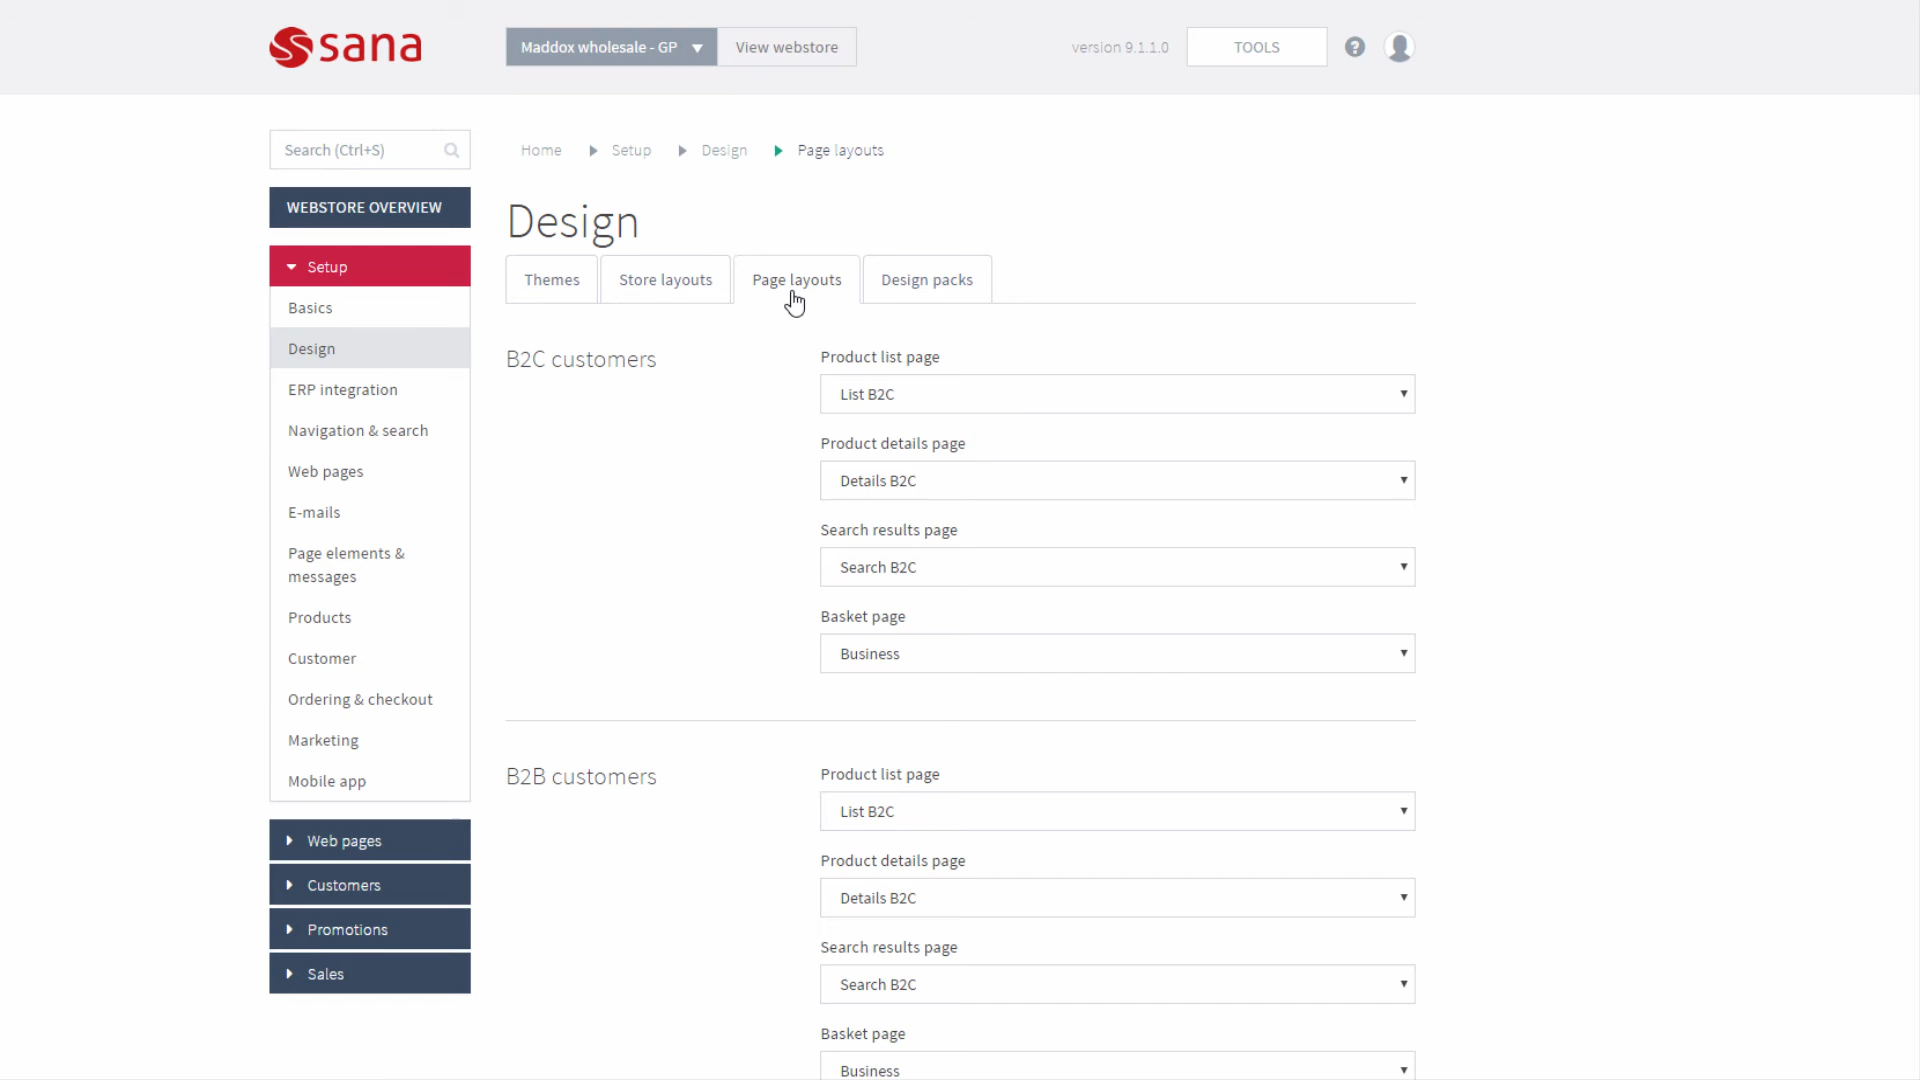 sana
Maddox wholesale - GP
View webstore
version 9.1.1.0
TOOLS
?
Search (Ctrl+S)
Home
Setup
Design
Page layouts
WEBSTORE OVERVIEW
Design
Setup
Themes
Store layouts
Page layouts
Design packs
Basics
Design
ERP integration
Navigation & search
Web pages
E-mails
Page elements &
messages
Products
Customer
Ordering & checkout
Marketing
Mobile app
Web pages
Customers
Promotions
Sales
B2C customers
Product list page
List B2C
Product details page
Details B2C
Search results page
Search B2C
Basket page
Business
B2B customers
Product list page
List B2C
Product details page
Details B2C
Search results page
Search B2C
Basket page
Business